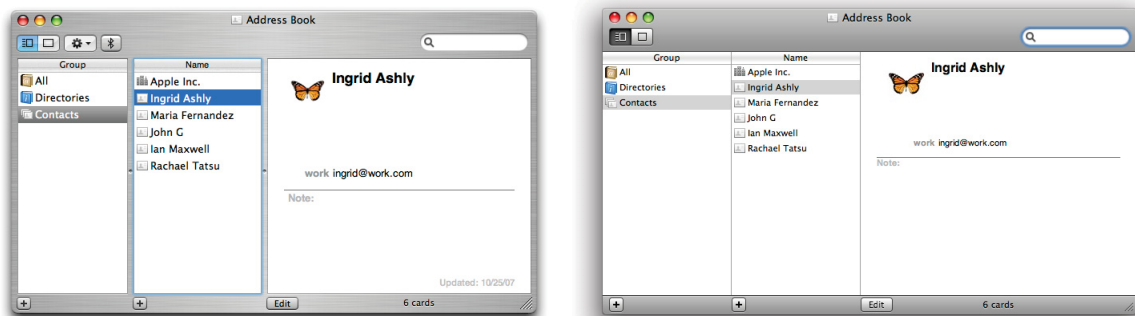 Address Book
Group
All
Directories
Contacts
Name
Apple Inc.
Ingrid Ashly
Maria Fernandez
John G
Ian Maxwell
Rachael Tatsu
Ingrid Ashly
work ingrid@work.com
Note:
Updated: 10/25/07
Edit
6 cards
Address Book
Group
All
Directories
Contacts
Name
Apple Inc.
Ingrid Ashly
Maria Fernandez
John G
Ian Maxwell
Rachael Tatsu
Ingrid Ashly
work ingrid@work.com
Note:
Edit
6 cards